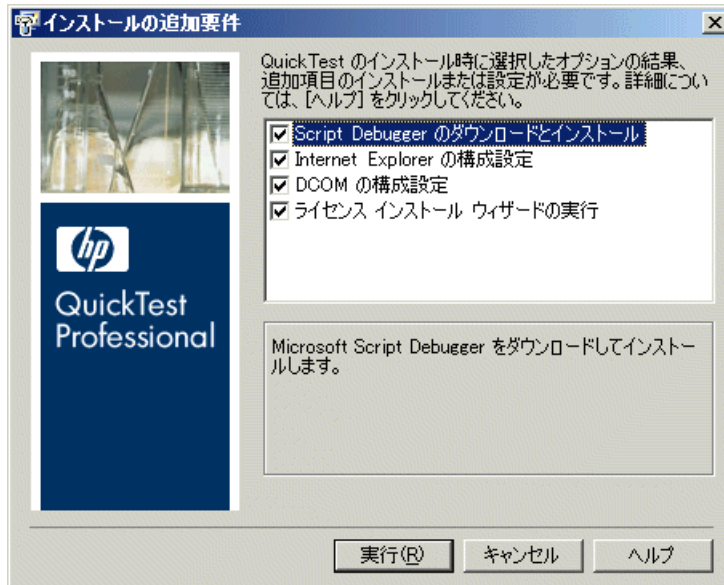 インストールの追加要件
QuickTest のインストール時に選択したオプションの結果、
追加項目のインストールまたは設定が必要です。詳細につい
ては、[ヘルプ] をクリックしてください。
Script Debugger のダウンロードとインストール
Internet Explorer の構成設定
DCOM の構成設定
ライセンス インストール ウィザードの実行
hp
QuickTest
Professional
Microsoft Script Debugger をダウンロードしてインストー
ルします。
実行(R)
キャンセル
ヘルプ